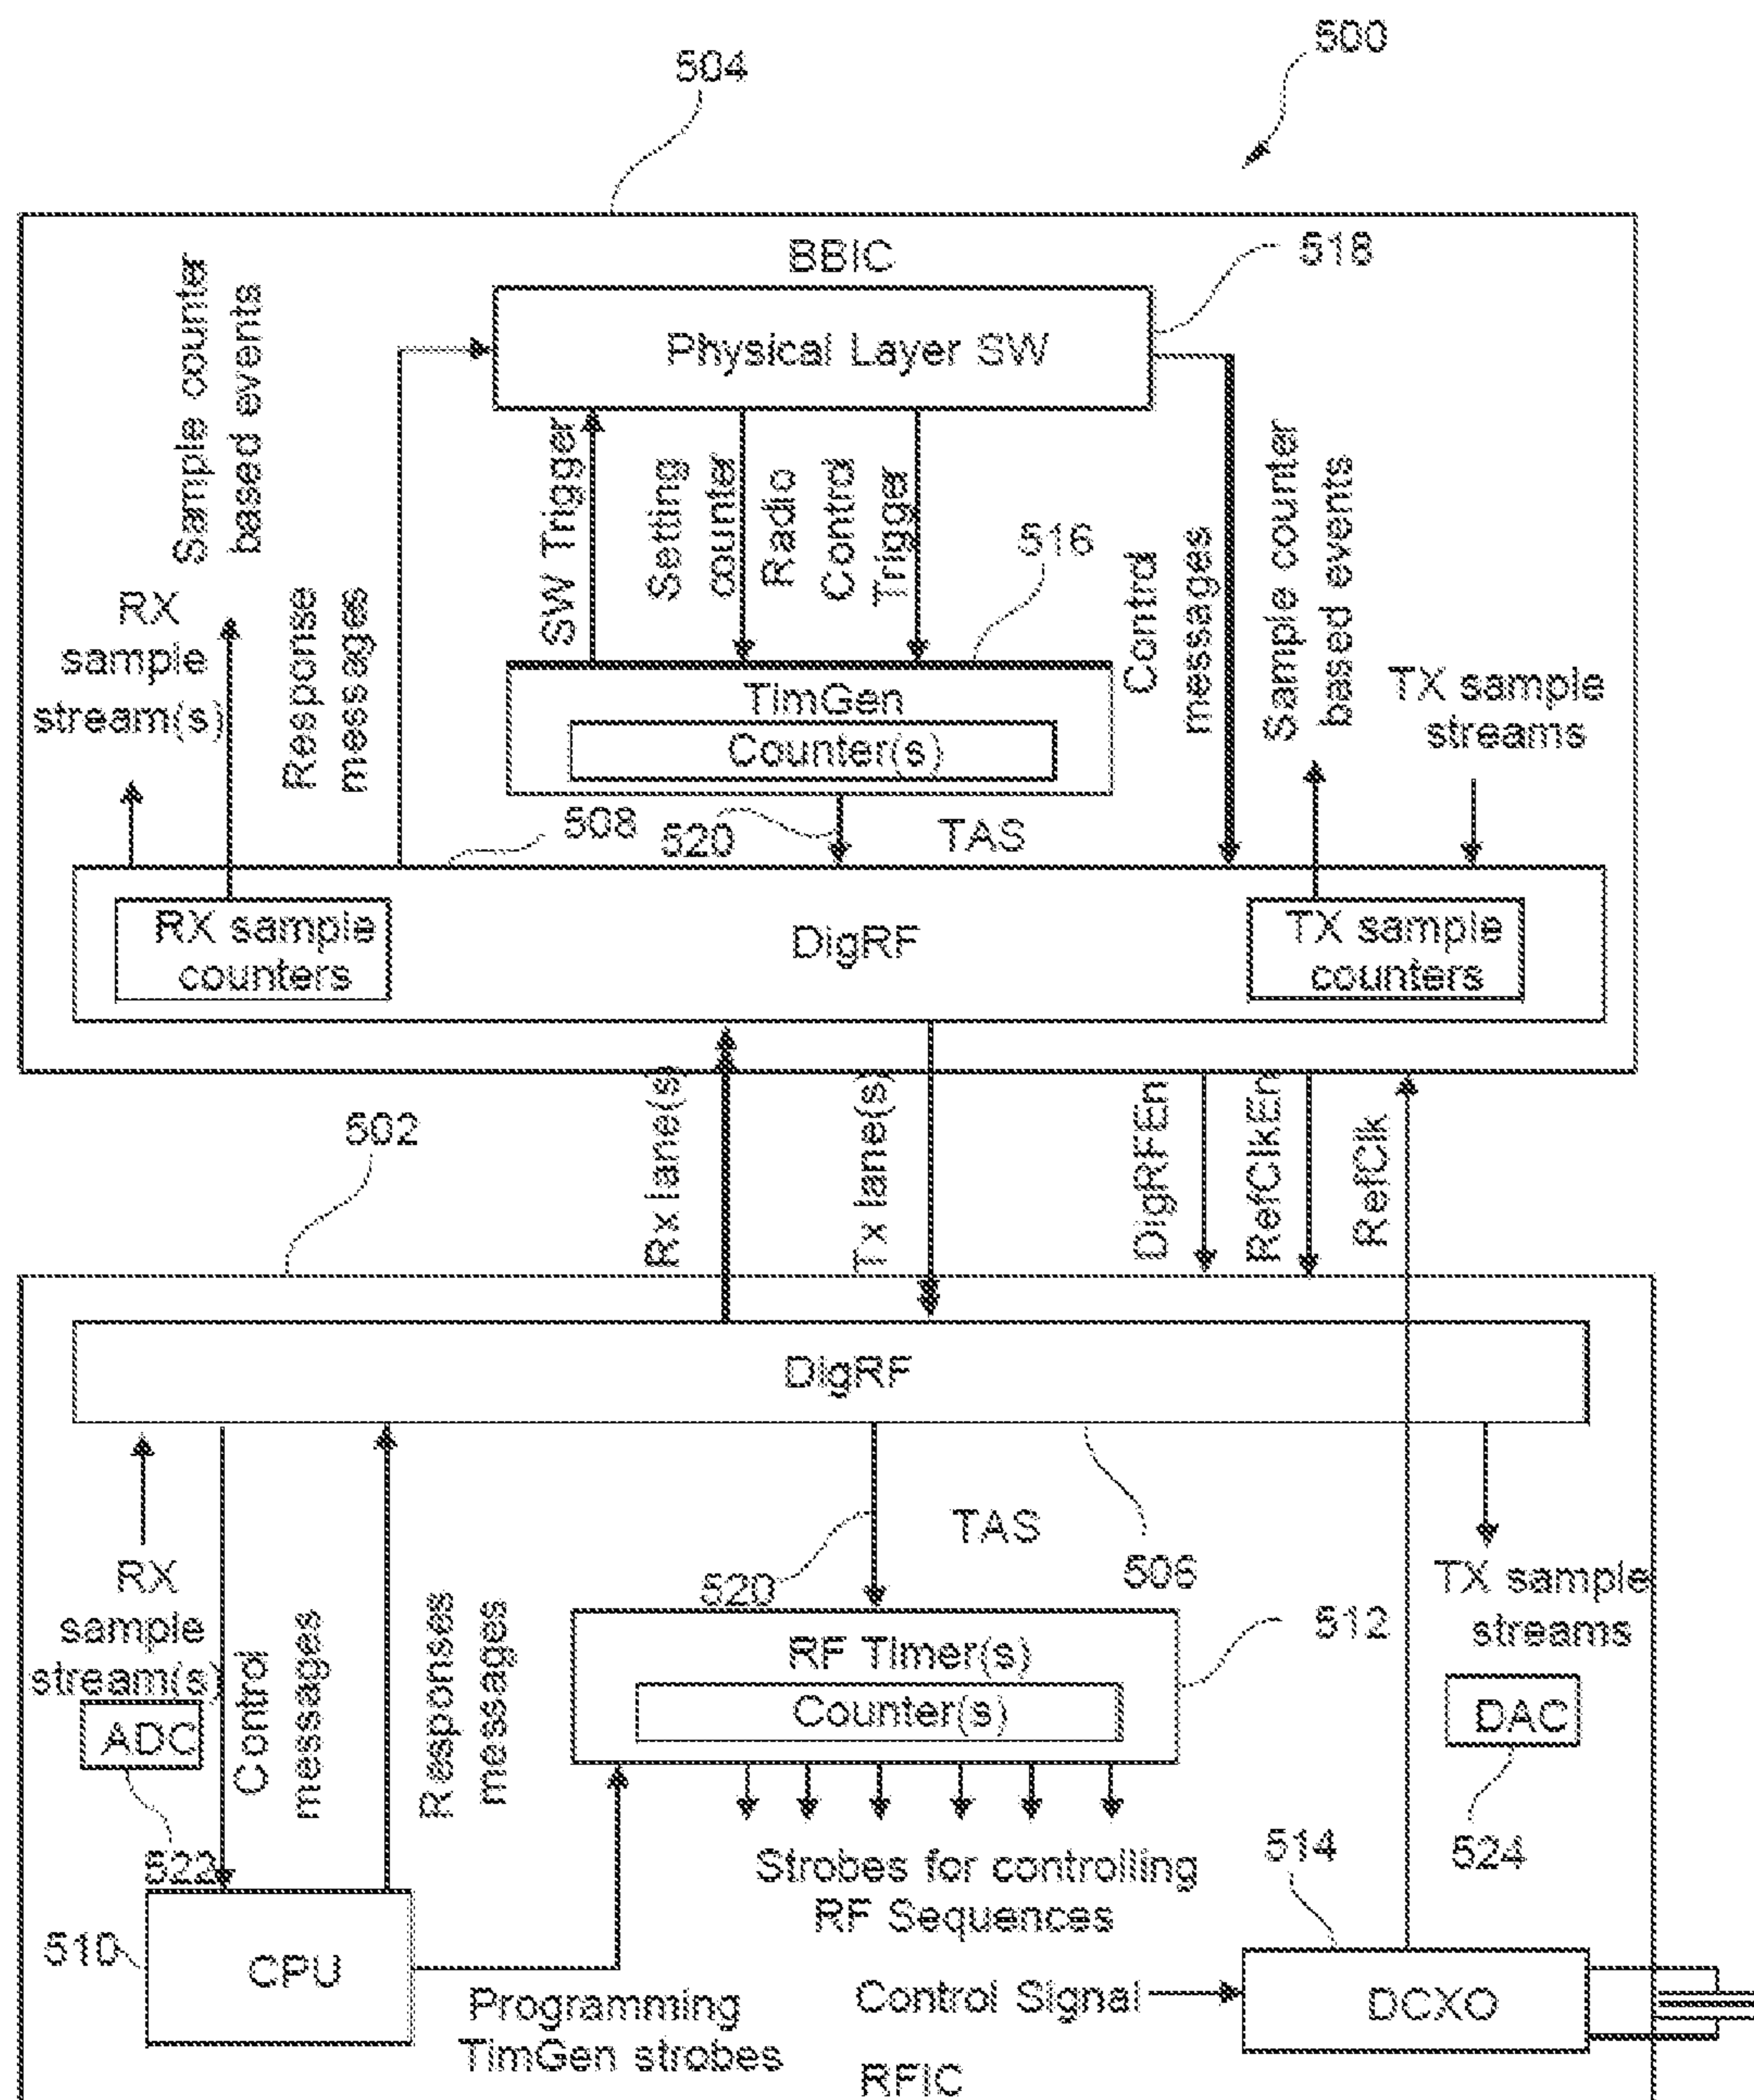 500
504
BBIC
518
Physical Layer SW
Sample counter
based events
SW Trigger
Setting
counter
Radio
Control
Trigger
516
Control
messages
Sample counter
based events
RX
sample
stream(s)
Response
messages
TimGen
Counter(s)
TX sample
streams
508
520
TAS
RX sample
counters
DigRF
TX sample
counters
502
Rx lane(s)
Tx lane(s)
DigRFEn
RefClkEn
RefClk
DigRF
TAS
506
520
RX
sample
stream(s)
ADC
522
Control
messages
Responses
messages
RF Timer(s)
Counter(s)
512
TX sample
streams
DAC
524
Strobes for controlling
RF Sequences
514
510
CPU
Programming
TimGen strobes
Control Signal
DCXO
RFIC